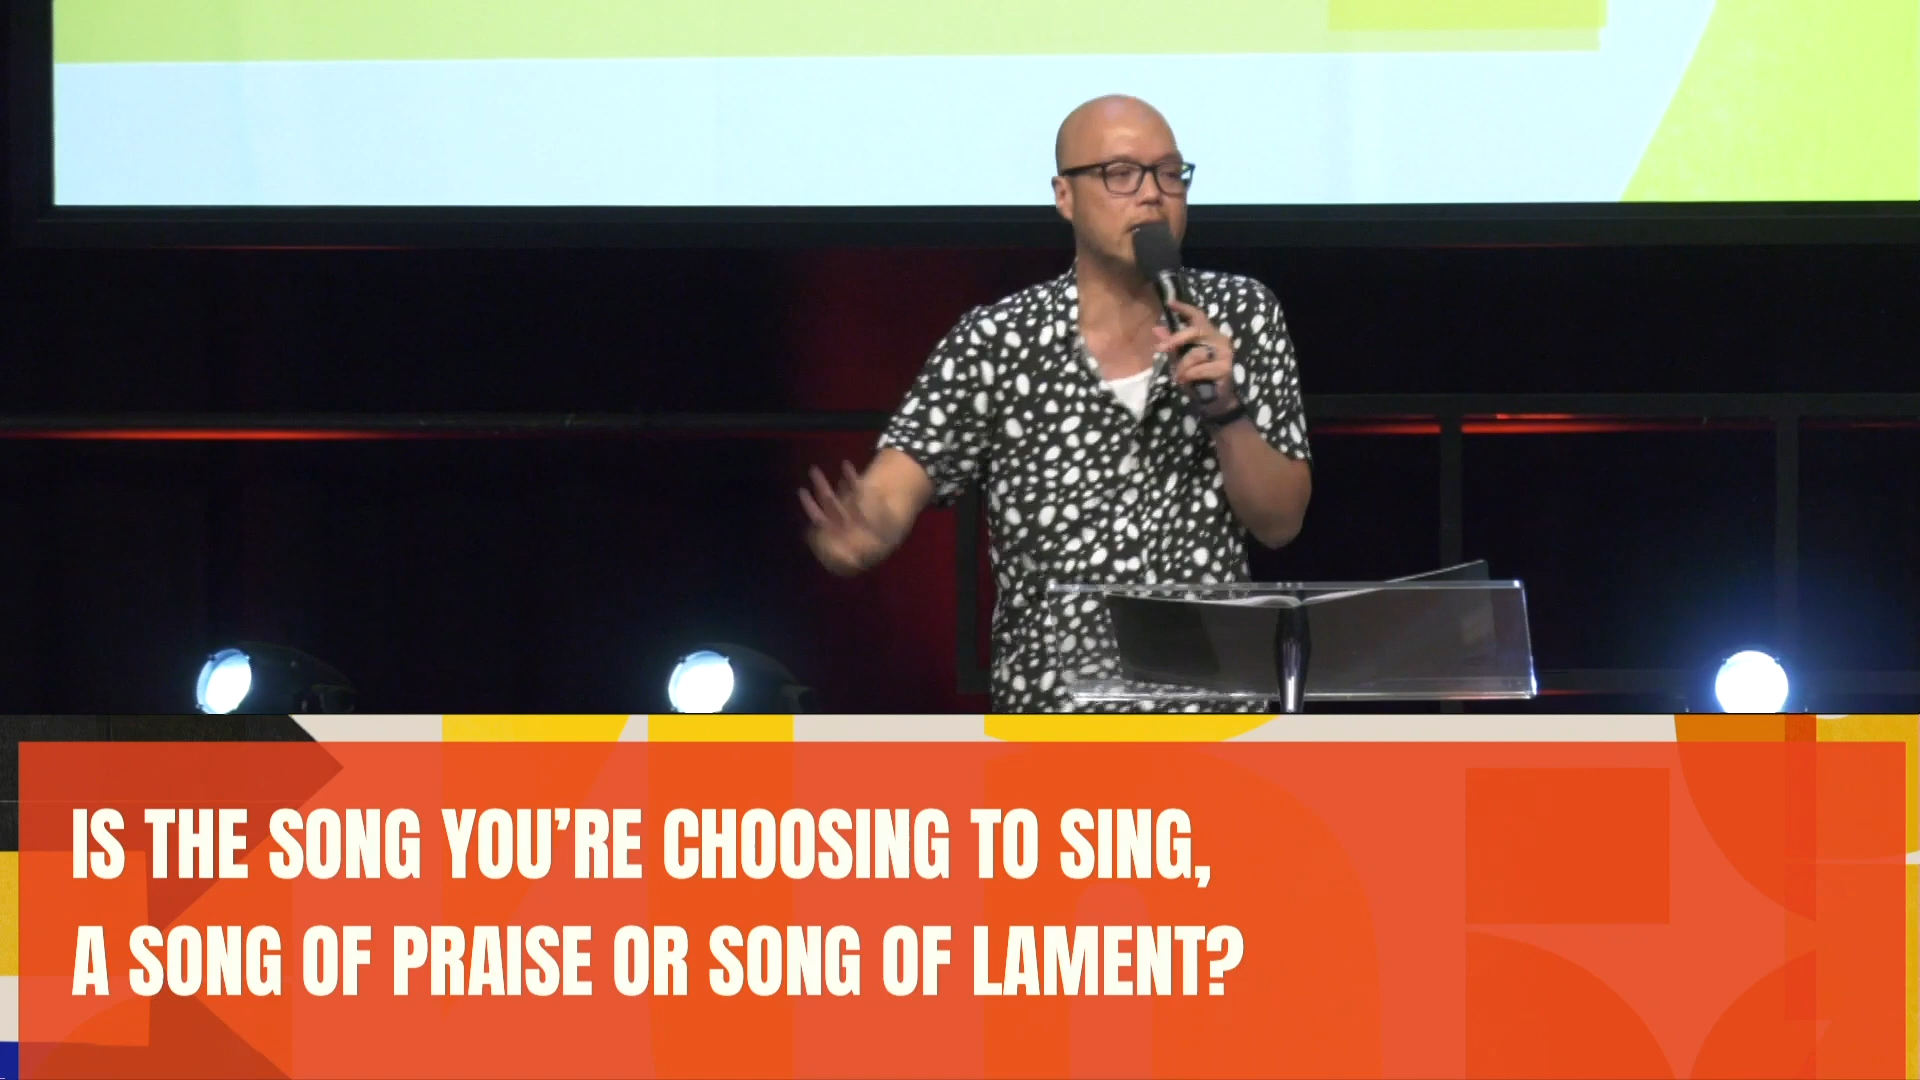 IS THE SONG YOU’RE CHOOSING TO SING,
A SONG OF PRAISE OR SONG OF LAMENT?